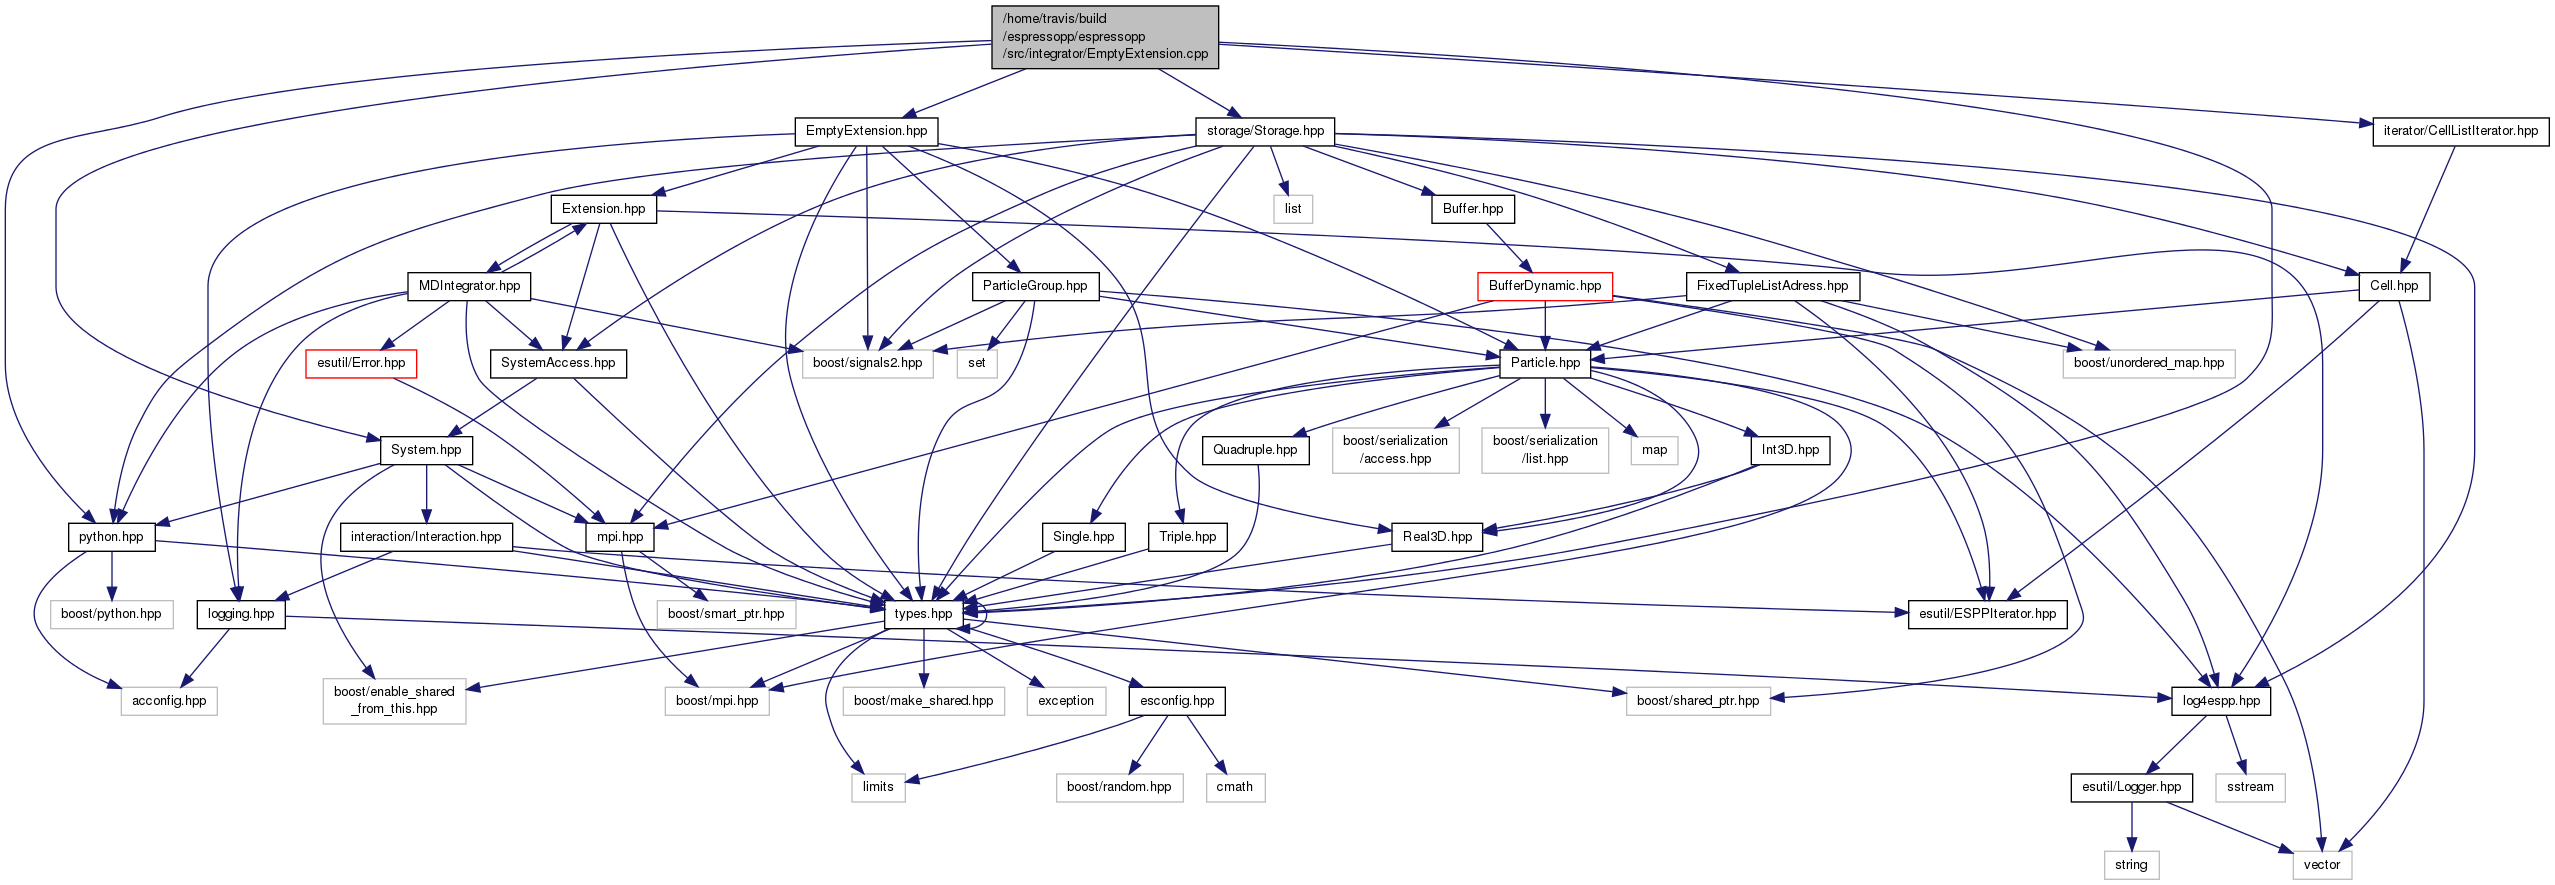 /home/travis/build
/espressopp/espressopp
/src/integrator/EmptyExtension.cpp
EmptyExtension.hpp
storage/Storage.hpp
iterator/CellListIterator.hpp
Extension.hpp
list
Buffer.hpp
MDIntegrator.hpp
ParticleGroup.hpp
BufferDynamic.hpp
FixedTupleListAdress.hpp
Cell.hpp
esutil/Error.hpp
SystemAccess.hpp
boost/signals2.hpp
set
Particle.hpp
boost/unordered_map.hpp
System.hpp
Quadruple.hpp
boost/serialization
/access.hpp
boost/serialization
/list.hpp
map
Int3D.hpp
python.hpp
interaction/Interaction.hpp
mpi.hpp
Single.hpp
Triple.hpp
Real3D.hpp
boost/python.hpp
logging.hpp
boost/smart_ptr.hpp
types.hpp
esutil/ESPPIterator.hpp
acconfig.hpp
boost/enable_shared
_from_this.hpp
boost/mpi.hpp
boost/make_shared.hpp
exception
esconfig.hpp
boost/shared_ptr.hpp
log4espp.hpp
limits
boost/random.hpp
cmath
esutil/Logger.hpp
sstream
string
vector